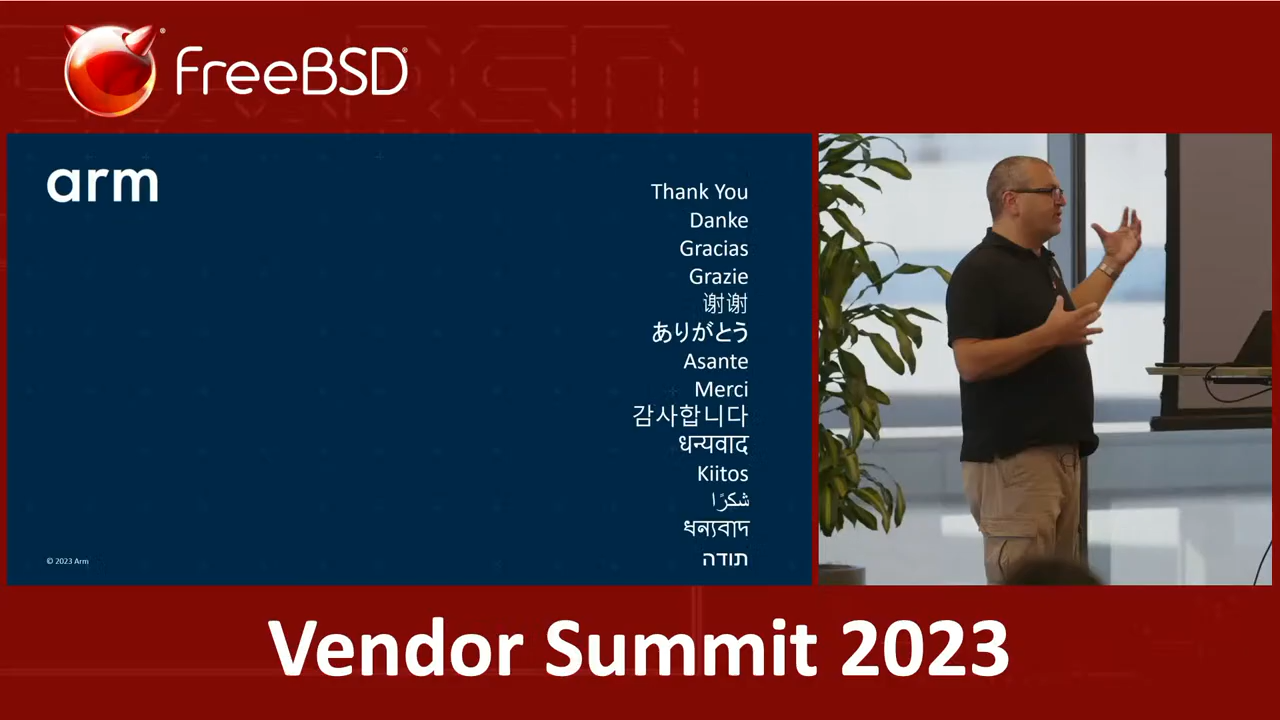 FreeBSD
arm
Thank You
Danke
Gracias
Grazie
谢谢
ありがとう
Asante
Merci
감사합니다
धन्यवाद
Kiitos
شكرًا
ধন্যবাদ
תודה
© 2023 Arm
Vendor Summit 2023